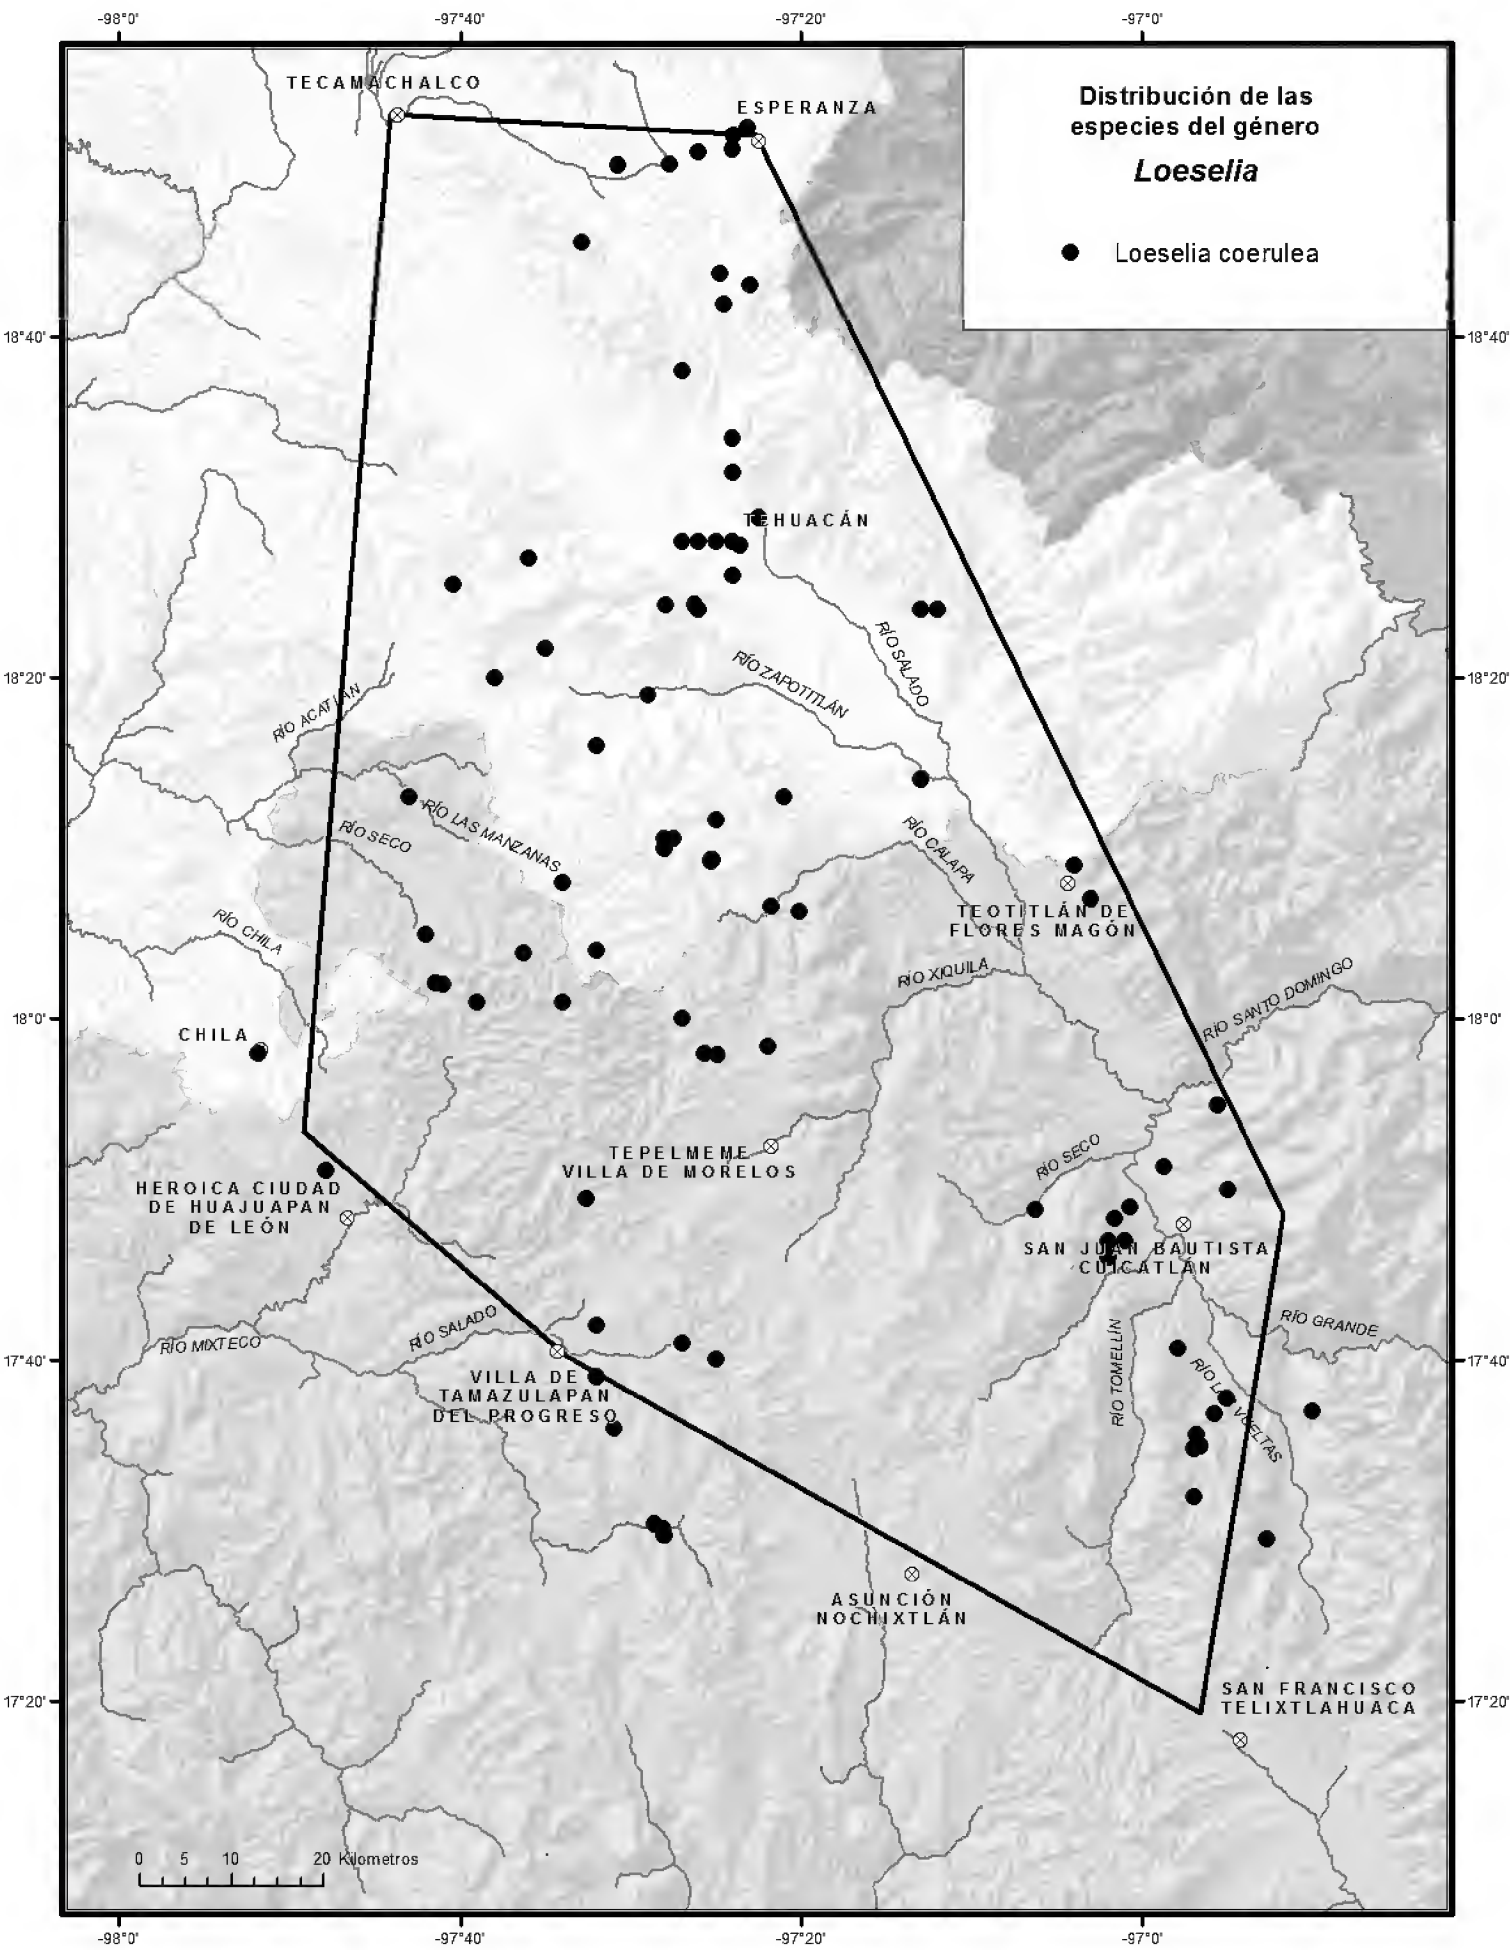 -98°0'
-97°40'
-97°20'
-97°0'
TECAMACHALCO
ESPERANZA
Distribución de las
especies del género
Loeselia
Loeselia coerulea
18°40'
18°40'
TEHUACÁN
RÍO SALADO
RÍO ZAPOTITLÁN
18°20'
18°20'
RÍO ACATLÁN
RÍO LAS MANZANAS
RÍO SECO
RÍO CALAPA
TEOTITLÁN DE
FLORES MAGÓN
RÍO CHILA
RÍO XIQUILA
RÍO SANTO DOMINGO
18°0'
18°0'
CHILA
TEPELMEME
VILLA DE MORELOS
RÍO SECO
HEROICA CIUDAD
DE HUAJUAPAN
DE LEÓN
SAN JUAN BAUTISTA
CUICATLÁN
RÍO GRANDE
RÍO SALADO
RÍO MIXTECO
RÍO TOMELLÍN
17°40'
17°40'
VILLA DE
TAMAZULAPAN
DEL PROGRESO
RÍO VUELTAS
ASUNCIÓN
NOCHIXTLÁN
SAN FRANCISCO
TELIXTLAHUACA
17°20'
17°20'
0 5 10 20 Kilometros
-98°0'
-97°40'
-97°20'
-97°0'